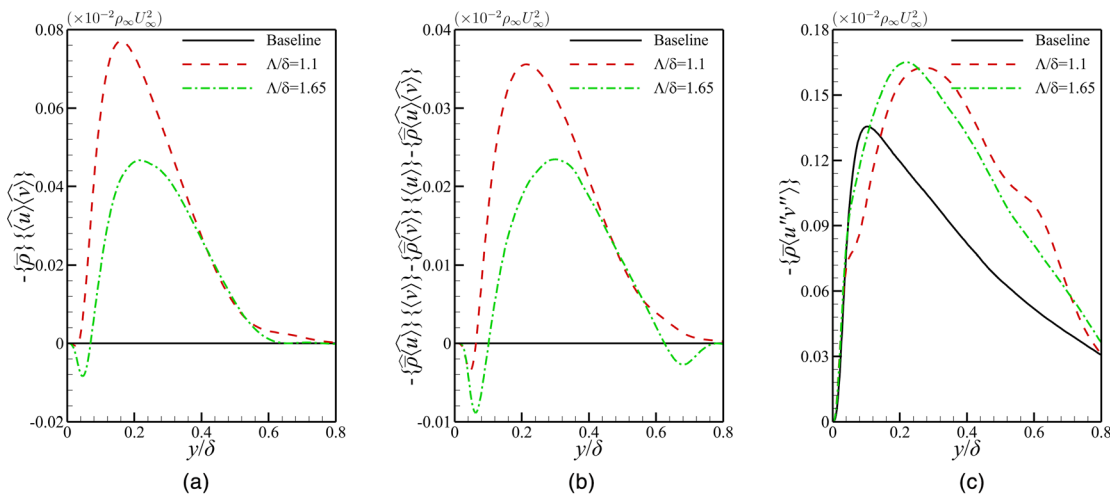 (×10⁻²ρ∞U²∞)
0.08
0.06
0.04
0.02
0
-0.02
0 0.2 0.4 0.6 0.8
Baseline
Λ/δ=1.1
Λ/δ=1.65
-{ρ̅}{⟨u⟩̂⟨v⟩̂}
y/δ
(a)
(×10⁻²ρ∞U²∞)
0.04
0.03
0.02
0.01
0
-0.01
0 0.2 0.4 0.6 0.8
Baseline
Λ/δ=1.1
Λ/δ=1.65
-{ρ̅̂⟨u⟩̂}{⟨v⟩}-{ρ̅̂⟨v⟩̂}{⟨u⟩}-{ρ̅̂⟨u⟩̂⟨v⟩̂}
y/δ
(b)
(×10⁻²ρ∞U²∞)
0.18
0.15
0.12
0.09
0.06
0.03
0
0 0.2 0.4 0.6 0.8
Baseline
Λ/δ=1.1
Λ/δ=1.65
-{ρ̅⟨u″v″⟩}
y/δ
(c)